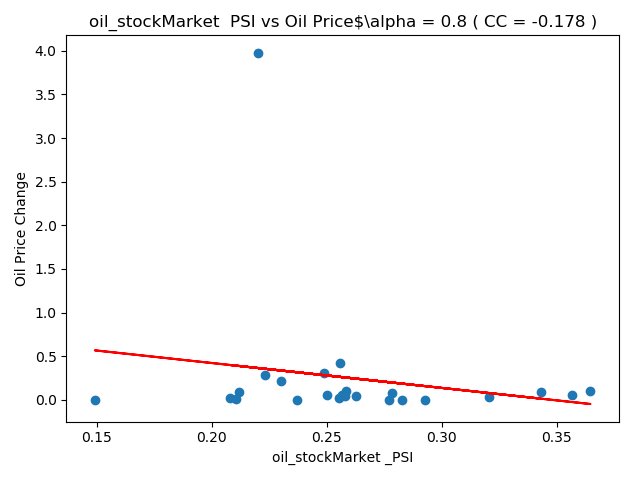 oil_stockMarket  PSI vs Oil Price$\alpha = 0.8 ( CC = -0.178 )
4.0
3.5
3.0
2.5
2.0
1.5
1.0
0.5
0.0
Oil Price Change
0.15 0.20 0.25 0.30 0.35
oil_stockMarket _PSI